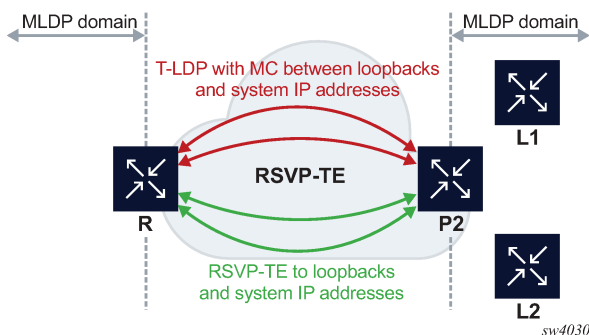 MLDP domain
MLDP domain
T-LDP with MC between loopbacks
and system IP addresses
L1
RSVP-TE
R
P2
RSVP-TE to loopbacks
and system IP addresses
L2
sw4030